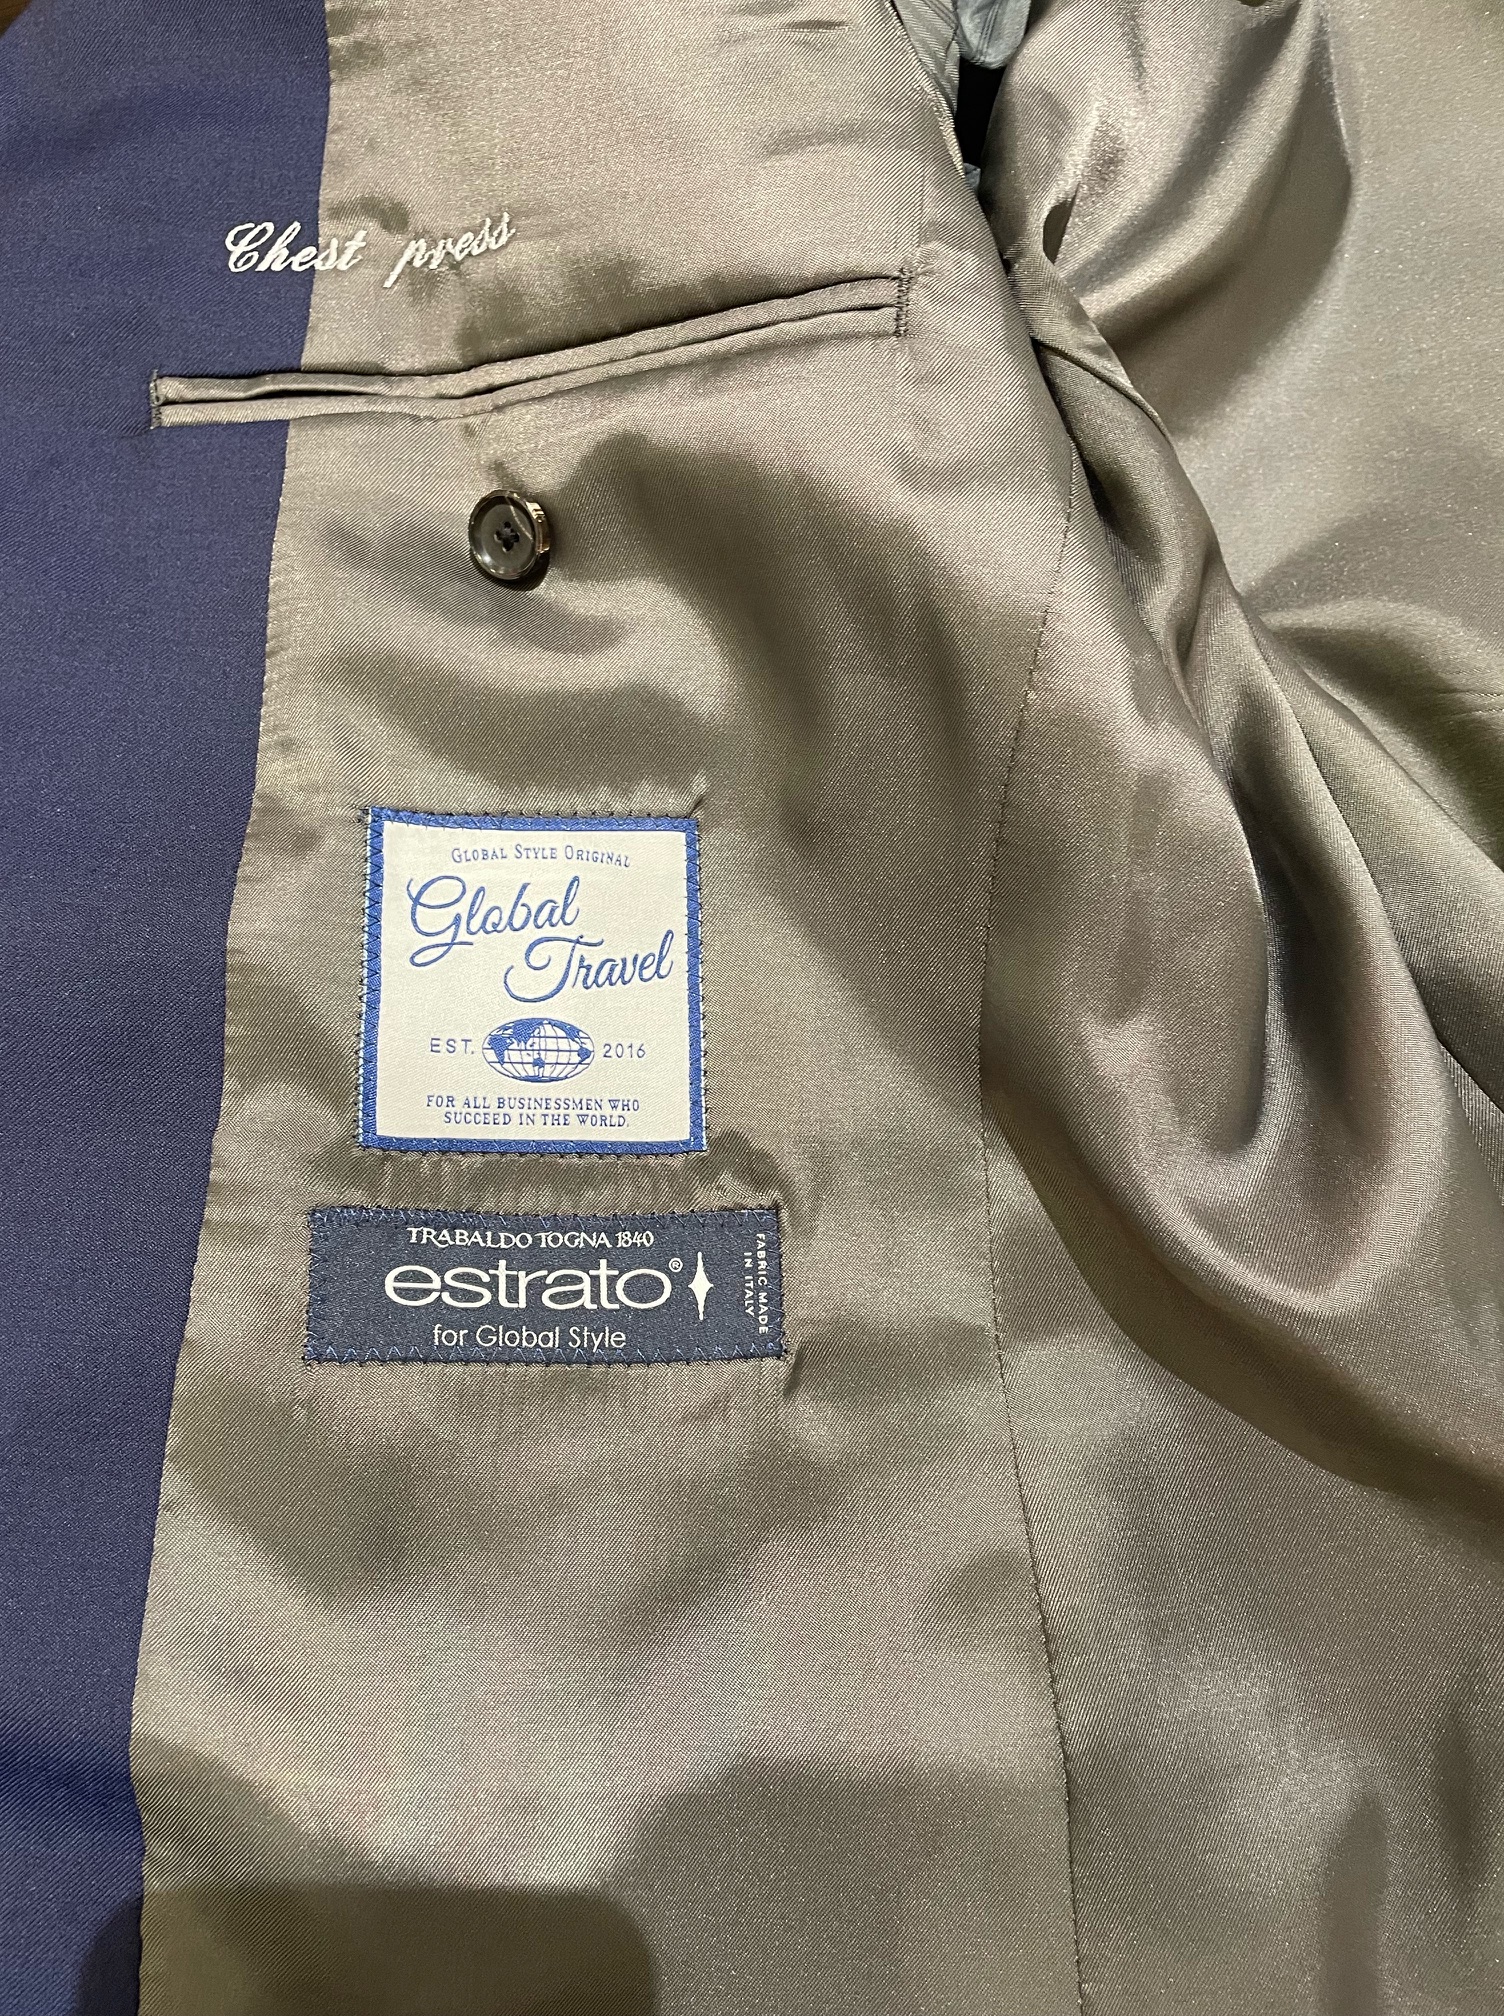 Chest press
GLOBAL STYLE ORIGINAL
Global
Travel
EST. 2016
FOR ALL BUSINESSMEN WHO
SUCCEED IN THE WORLD.
TRABALDO TOGNA 1840
estrato®
for Global Style
FABRIC MADE
IN ITALY